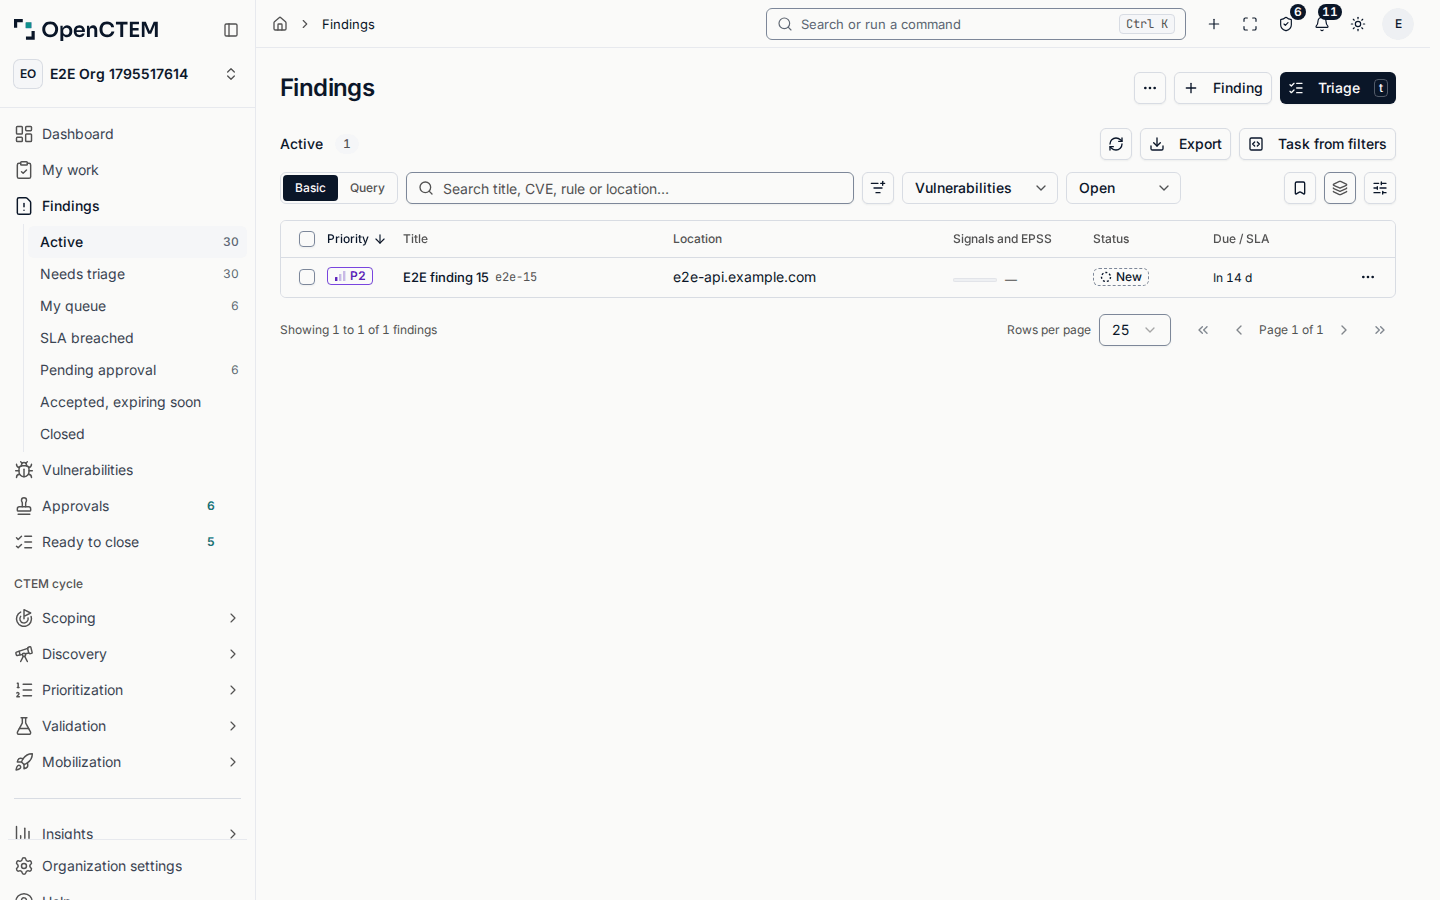 OpenCTEM
EO E2E Org 1795517614
Dashboard
My work
Findings
Active 30
Needs triage 30
My queue 6
SLA breached
Pending approval 6
Accepted, expiring soon
Closed
Vulnerabilities
Approvals 6
Ready to close 5
CTEM cycle
Scoping
Discovery
Prioritization
Validation
Mobilization
Insights
Organization settings
Help
Findings
Search or run a command Ctrl K
6
11
E
Findings
Finding
Triage t
Active 1
Export
Task from filters
Basic Query
Search title, CVE, rule or location...
Vulnerabilities
Open
Priority Title Location Signals and EPSS Status Due / SLA
P2 E2E finding 15 e2e-15 e2e-api.example.com — New In 14 d
Showing 1 to 1 of 1 findings
Rows per page 25 Page 1 of 1